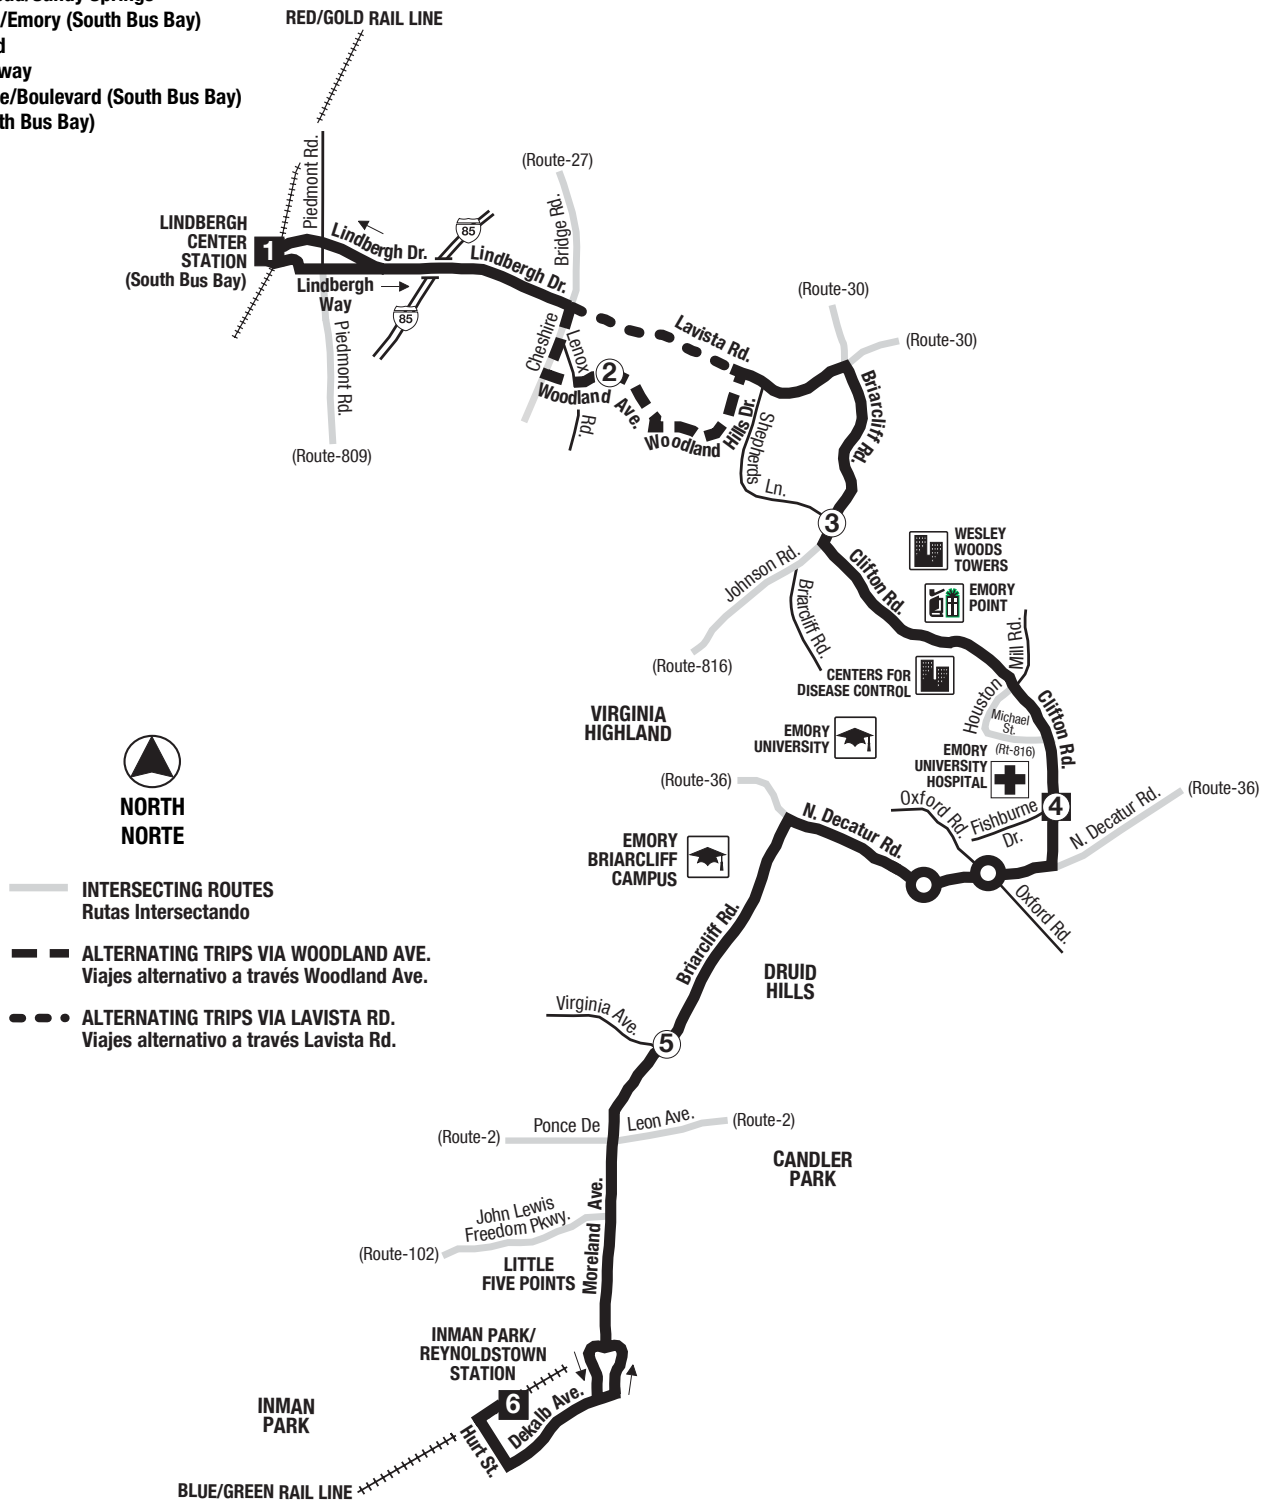 /Emory (South Bus Bay)
e/Boulevard (South Bus Bay)
th Bus Bay)
RED/GOLD RAIL LINE
Piedmont Rd.
(Route-27)
Bridge Rd.
LINDBERGH
CENTER
STATION
(South Bus Bay)
1
Lindbergh Dr.
85
Lindbergh Dr.
Lindbergh
Way
85
Piedmont Rd.
(Route-809)
Cheshire
Lenox
Rd.
2
Woodland
Ave.
Woodland
Hills Dr.
Lavista Rd.
Shepherds
Ln.
(Route-30)
(Route-30)
Briarcliff Rd.
3
Johnson Rd.
Briarcliff Rd.
(Route-816)
Clifton Rd.
WESLEY
WOODS
TOWERS
EMORY
POINT
Mill Rd.
CENTERS FOR
DISEASE CONTROL
Houston
Michael
St.
(Rt-816)
Clifton Rd.
VIRGINIA
HIGHLAND
EMORY
UNIVERSITY
EMORY
UNIVERSITY
HOSPITAL
(Route-36)
N. Decatur Rd.
Oxford Rd.
Fishburne
Dr.
4
N. Decatur Rd.
(Route-36)
Oxford Rd.
NORTH
NORTE
EMORY
BRIARCLIFF
CAMPUS
INTERSECTING ROUTES
Rutas Intersectando
ALTERNATING TRIPS VIA WOODLAND AVE.
Viajes alternativo a través Woodland Ave.
ALTERNATING TRIPS VIA LAVISTA RD.
Viajes alternativo a través Lavista Rd.
Briarcliff Rd.
DRUID
HILLS
Virginia Ave.
5
(Route-2)
Ponce De
Leon Ave.
(Route-2)
CANDLER
PARK
Moreland Ave.
John Lewis
Freedom Pkwy.
(Route-102)
LITTLE
FIVE POINTS
INMAN PARK/
REYNOLDSTOWN
STATION
6
INMAN
PARK
Dekalb Ave.
Hurt St.
BLUE/GREEN RAIL LINE